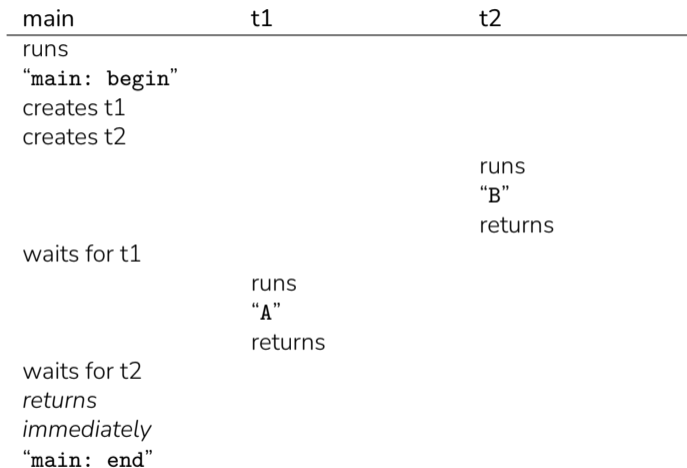 main t1 t2
runs
“main: begin”
creates t1
creates t2
runs
“B”
returns
waits for t1
runs
“A”
returns
waits for t2
returns
immediately
“main: end”